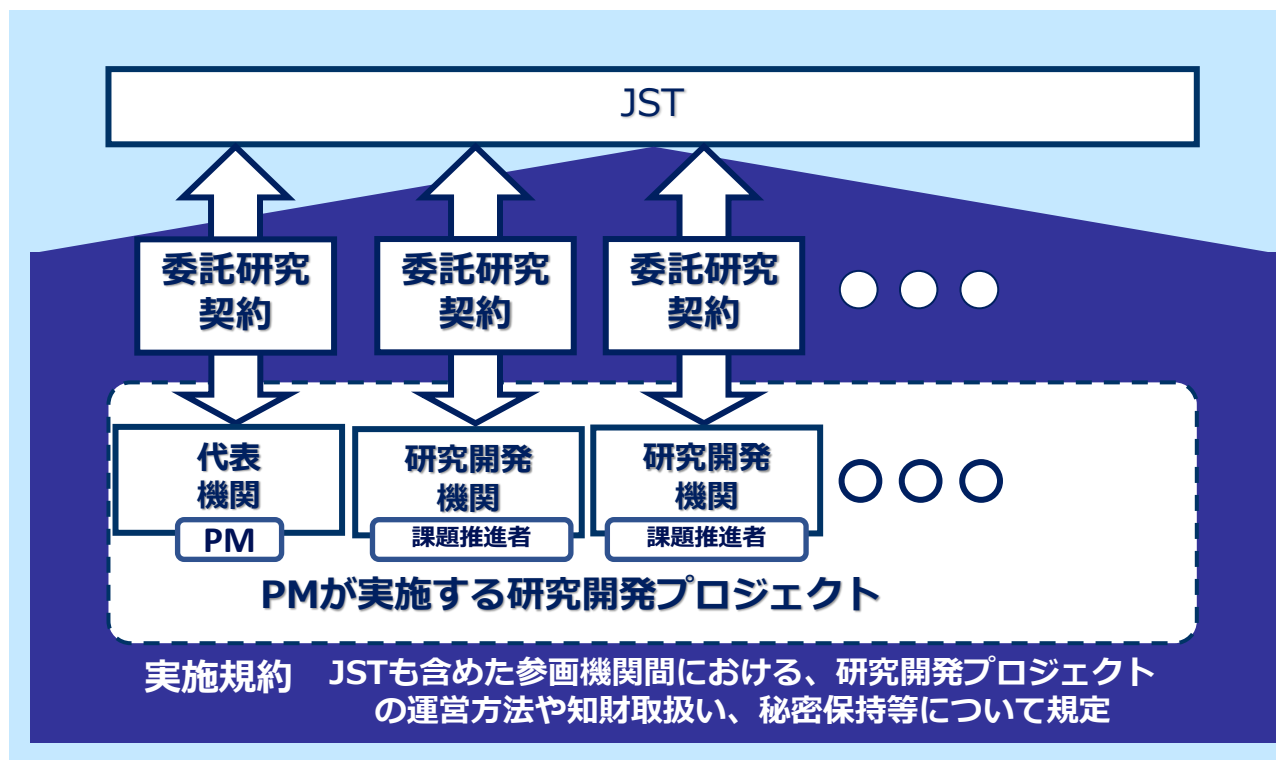 JST
委託研究
契約
委託研究
契約
委託研究
契約
代表
機関
PM
研究開発
機関
課題推進者
研究開発
機関
課題推進者
PMが実施する研究開発プロジェクト
実施規約 JSTも含めた参画機関間における、研究開発プロジェクト
の運営方法や知財取扱い、秘密保持等について規定